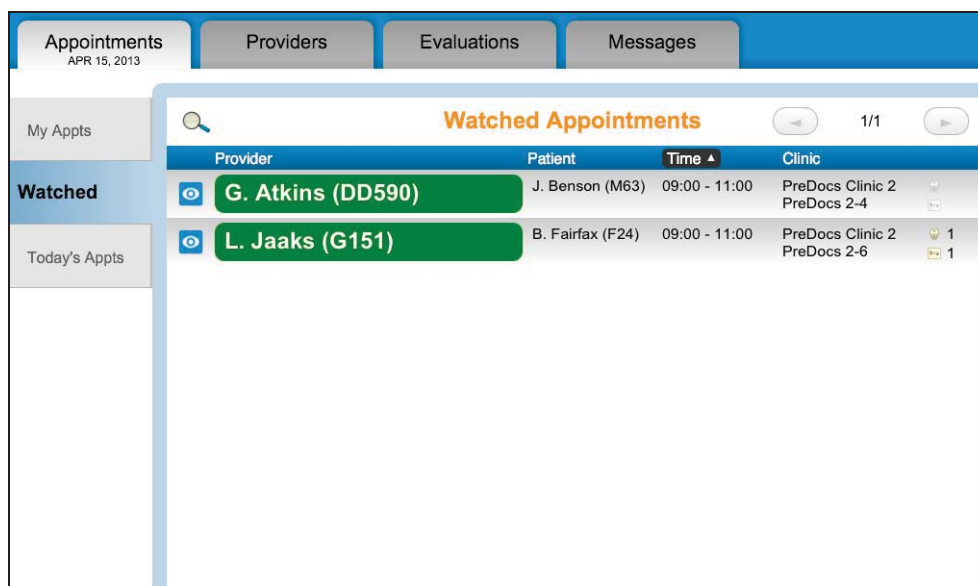 Appointments
APR 15, 2013
Providers
Evaluations
Messages
My Appts
Watched
Today's Appts
Watched Appointments
1/1
Provider Patient Time ▲ Clinic
G. Atkins (DD590) J. Benson (M63) 09:00 - 11:00 PreDocs Clinic 2
PreDocs 2-4
L. Jaaks (G151) B. Fairfax (F24) 09:00 - 11:00 PreDocs Clinic 2 1
PreDocs 2-6 1